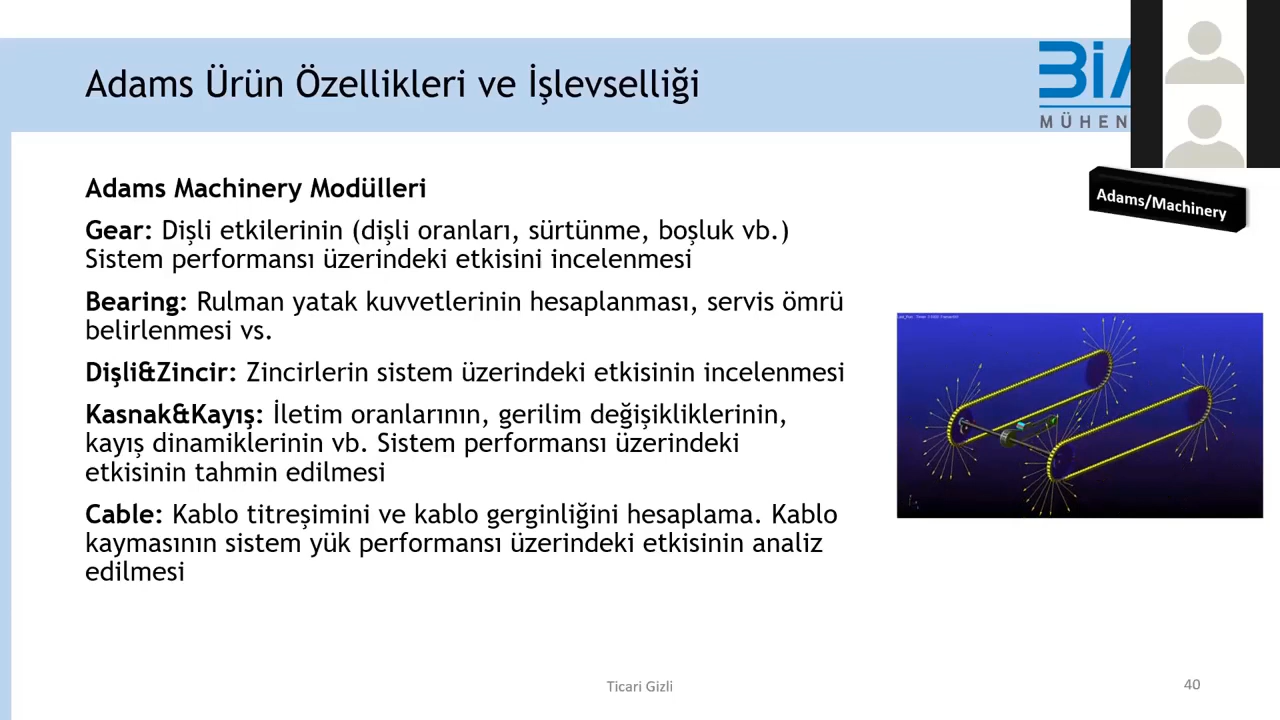 Adams Ürün Özellikleri ve İşlevselliği
BİA
MÜHEN
Adams/Machinery
Adams Machinery Modülleri
Gear: Dişli etkilerinin (dişli oranları, sürtünme, boşluk vb.)
Sistem performansı üzerindeki etkisini incelenmesi
Bearing: Rulman yatak kuvvetlerinin hesaplanması, servis ömrü
belirlenmesi vs.
Dişli&Zincir: Zincirlerin sistem üzerindeki etkisinin incelenmesi
Kasnak&Kayış: İletim oranlarının, gerilim değişikliklerinin,
kayış dinamiklerinin vb. Sistem performansı üzerindeki
etkisinin tahmin edilmesi
Cable: Kablo titreşimini ve kablo gerginliğini hesaplama. Kablo
kaymasının sistem yük performansı üzerindeki etkisinin analiz
edilmesi
Ticari Gizli
40